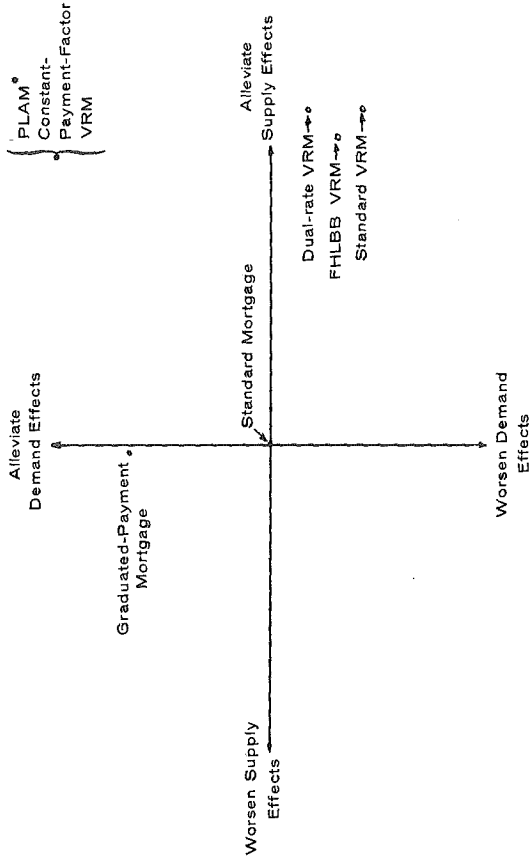 Alleviate
Demand Effects
PLAM
Constant-
Payment-Factor
VRM
Graduated-Payment
Mortgage
Standard Mortgage
Alleviate
Supply Effects
Worsen Supply
Effects
Dual-rate VRM
FHLBB VRM
Standard VRM
Worsen Demand
Effects